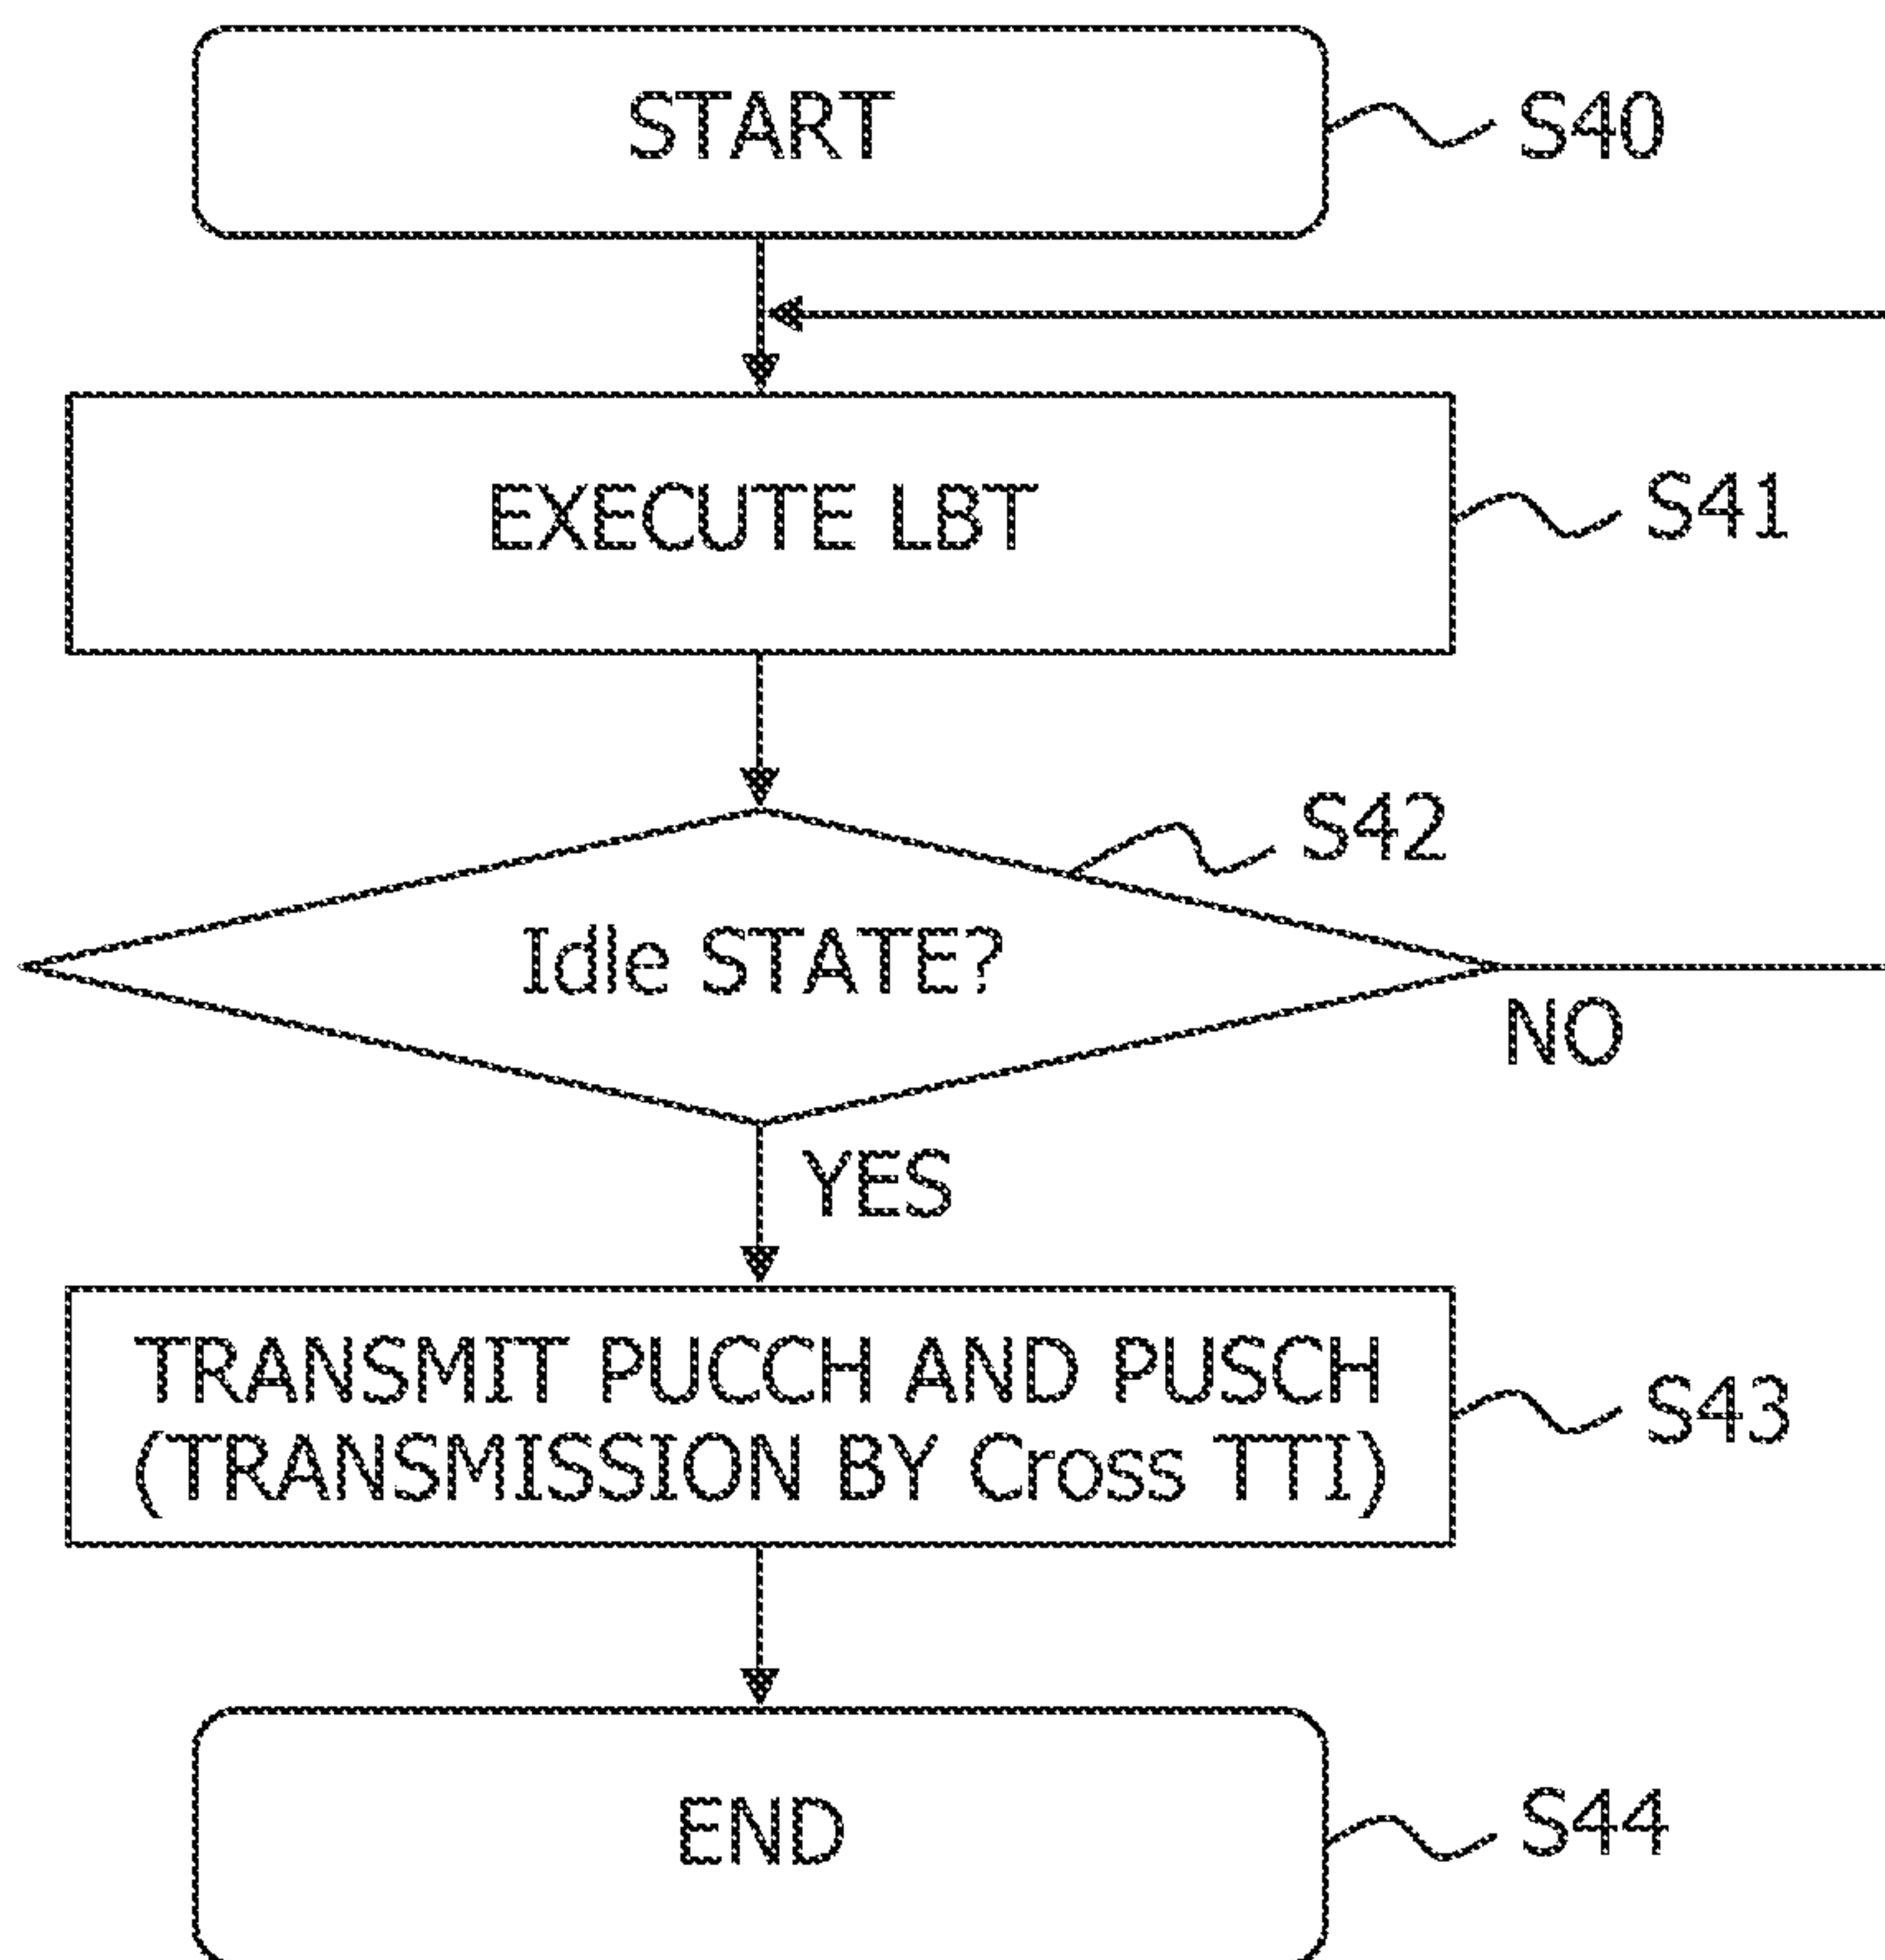 START
S40
EXECUTE LBT
S41
S42
Idle STATE?
NO
YES
TRANSMIT PUCCH AND PUSCH
(TRANSMISSION BY Cross TTI)
S43
END
S44